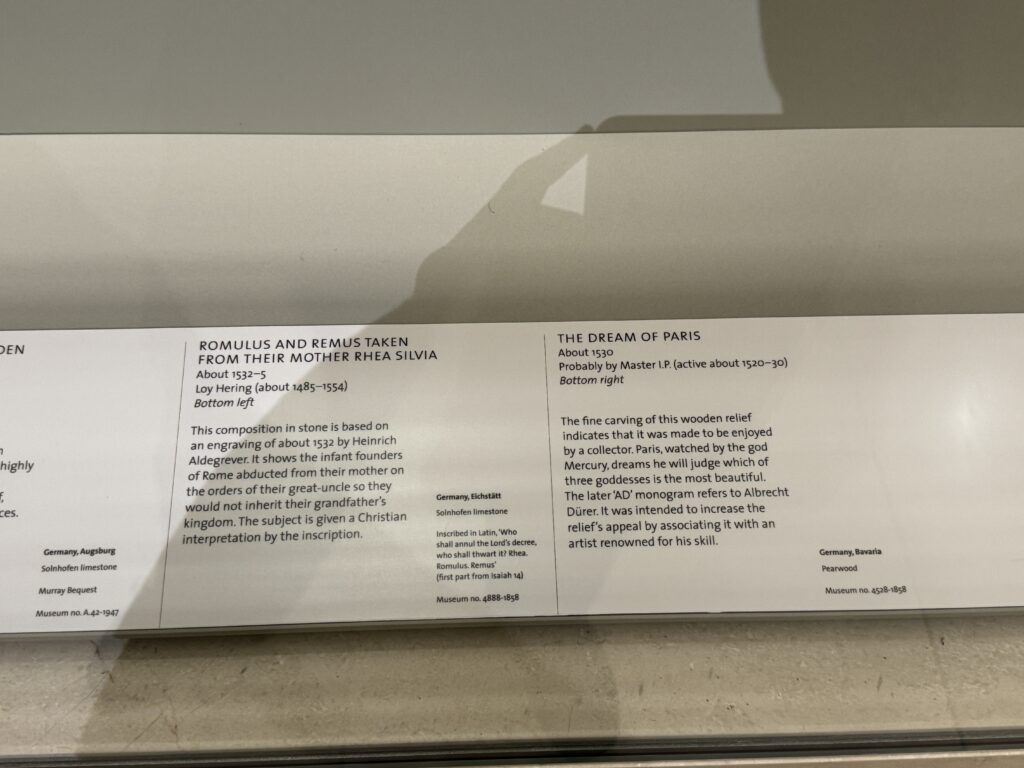 DEN
highly
Germany, Augsburg
Solnhofen limestone
Murray Bequest
Museum no. A.42-1947
ROMULUS AND REMUS TAKEN
FROM THEIR MOTHER RHEA SILVIA
About 1532–5
Loy Hering (about 1485–1554)
Bottom left
This composition in stone is based on
an engraving of about 1532 by Heinrich
Aldegrever. It shows the infant founders
of Rome abducted from their mother on
the orders of their great-uncle so they
would not inherit their grandfather's
kingdom. The subject is given a Christian
interpretation by the inscription.
Germany, Eichstätt
Solnhofen limestone
Inscribed in Latin, 'Who
shall annul the Lord's decree,
who shall thwart it? Rhea.
Romulus. Remus'
(first part from Isaiah 14)
Museum no. 4888-1858
THE DREAM OF PARIS
About 1530
Probably by Master I.P. (active about 1520–30)
Bottom right
The fine carving of this wooden relief
indicates that it was made to be enjoyed
by a collector. Paris, watched by the god
Mercury, dreams he will judge which of
three goddesses is the most beautiful.
The later 'AD' monogram refers to Albrecht
Dürer. It was intended to increase the
relief's appeal by associating it with an
artist renowned for his skill.
Germany, Bavaria
Pearwood
Museum no. 4528-1858